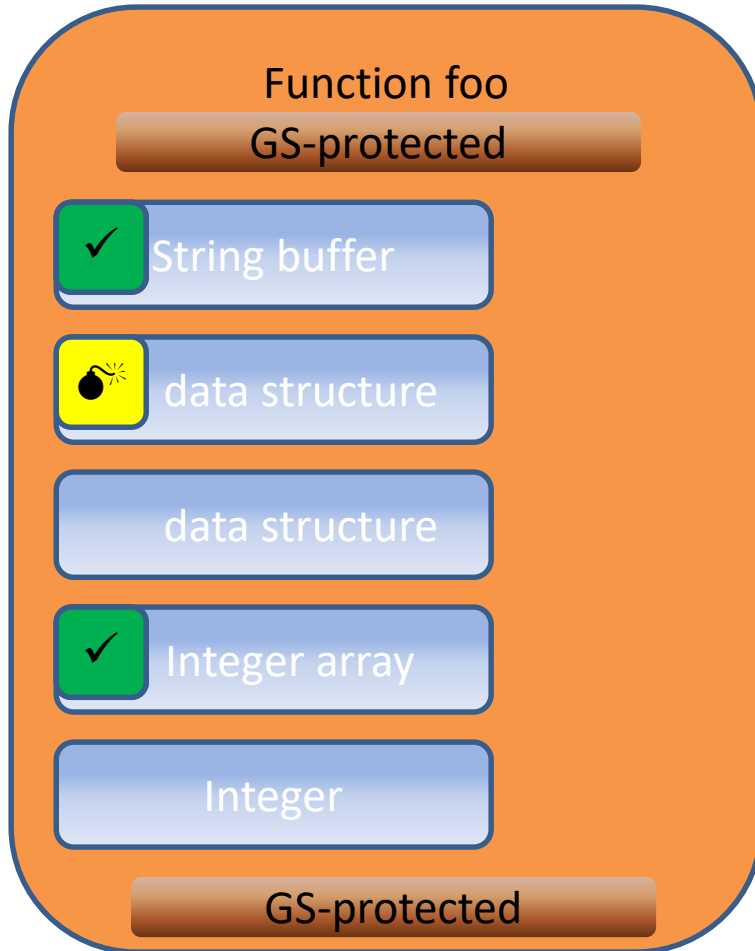 Function foo
GS-protected
✓
String buffer
data structure
data structure
✓
Integer array
Integer
GS-protected